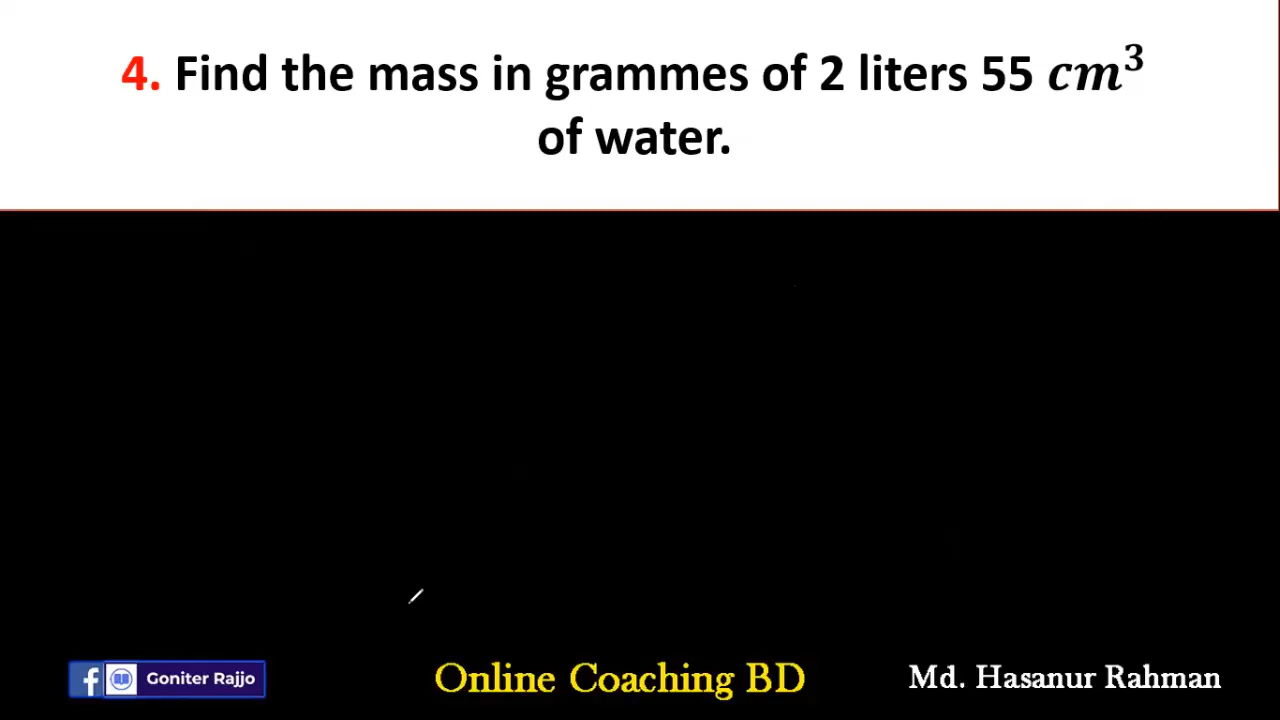 4. Find the mass in grammes of 2 liters 55 cm³
of water.
f Goniter Rajjo
Online Coaching BD
Md. Hasanur Rahman